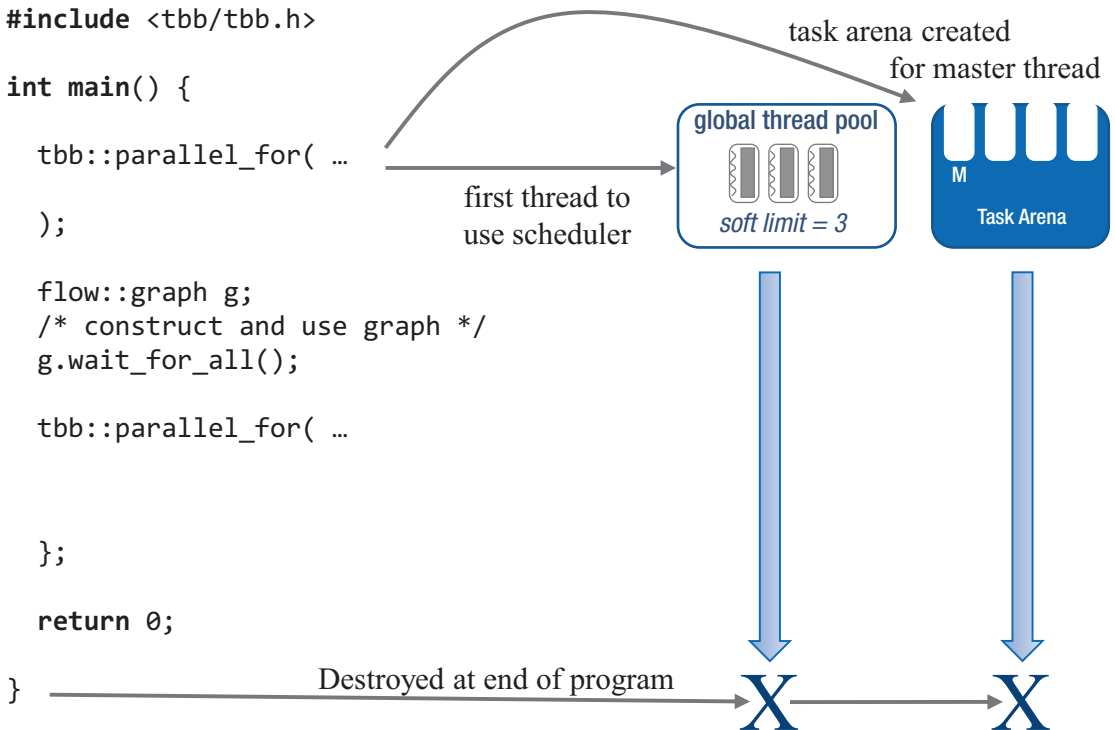 #include <tbb/tbb.h>
int main() {
tbb::parallel_for( …
);
flow::graph g;
/* construct and use graph */
g.wait_for_all();
tbb::parallel_for( …
};
return 0;
}
first thread to
use scheduler
task arena created
for master thread
global thread pool
soft limit = 3
M
Task Arena
Destroyed at end of program
X
X